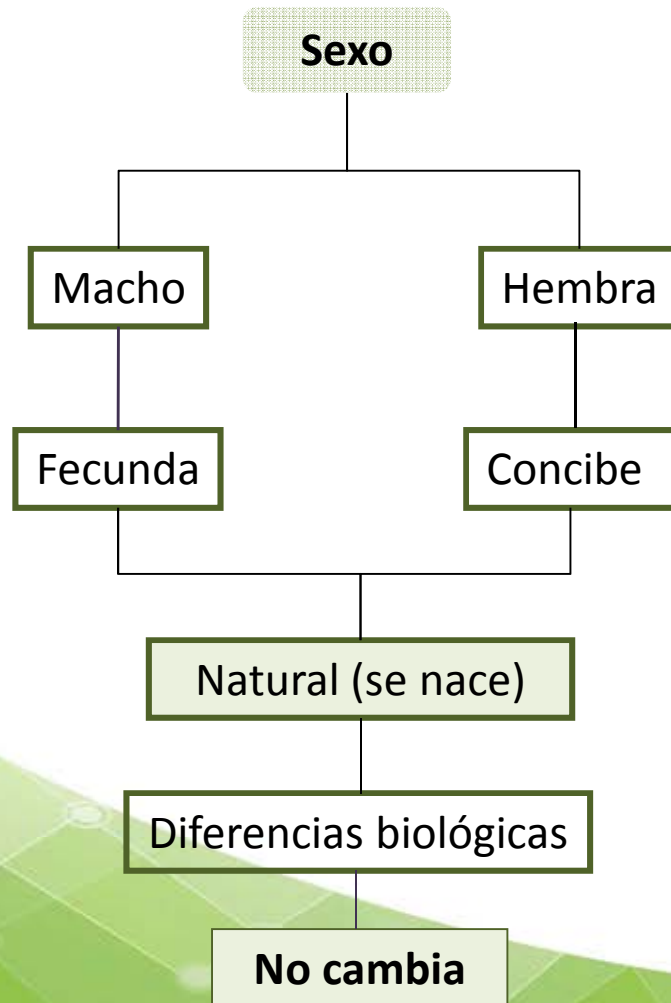 Sexo
Macho
Hembra
Fecunda
Concibe
Natural (se nace)
Diferencias biológicas
No cambia